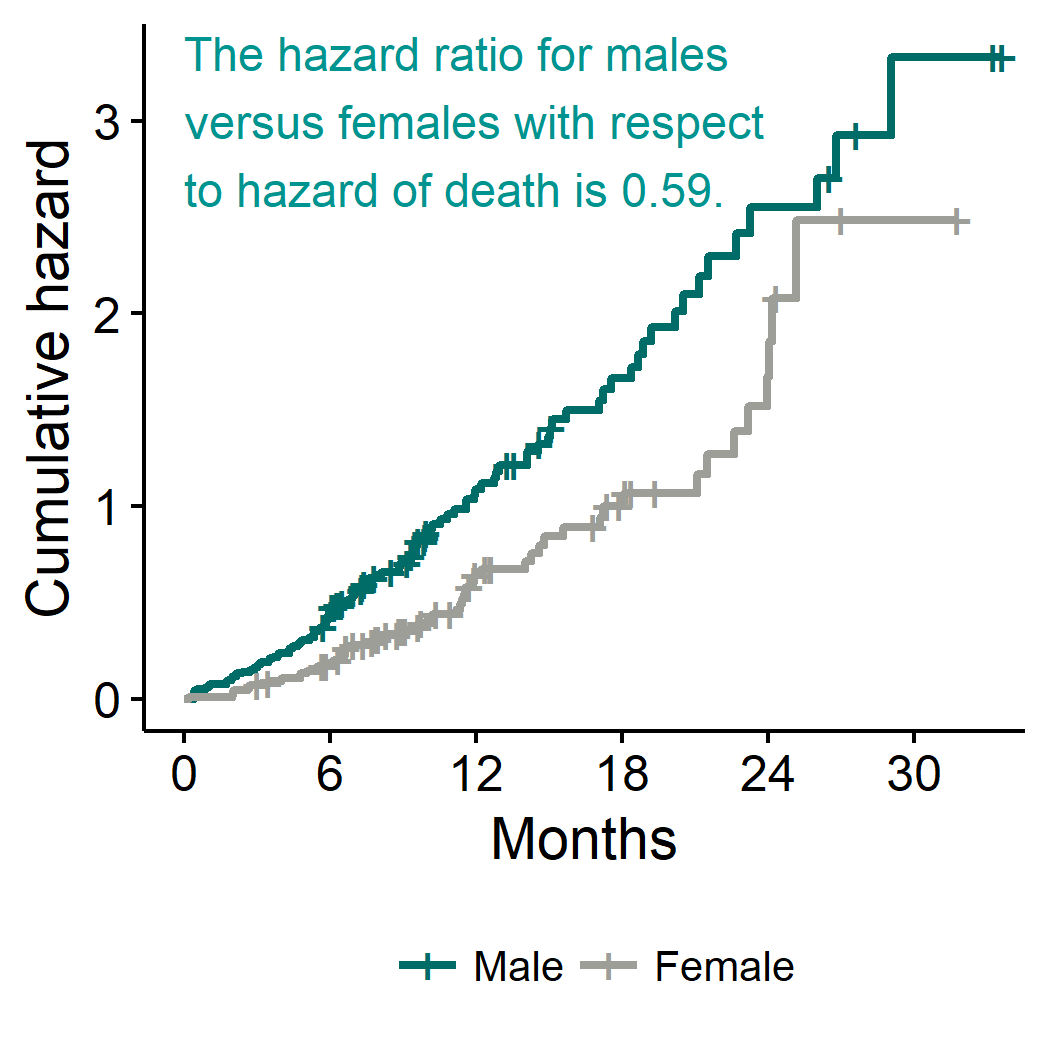 The hazard ratio for males
versus females with respect
to hazard of death is 0.59.
Cumulative hazard
3
2
1
0
0 6 12 18 24 30
Months
Male Female